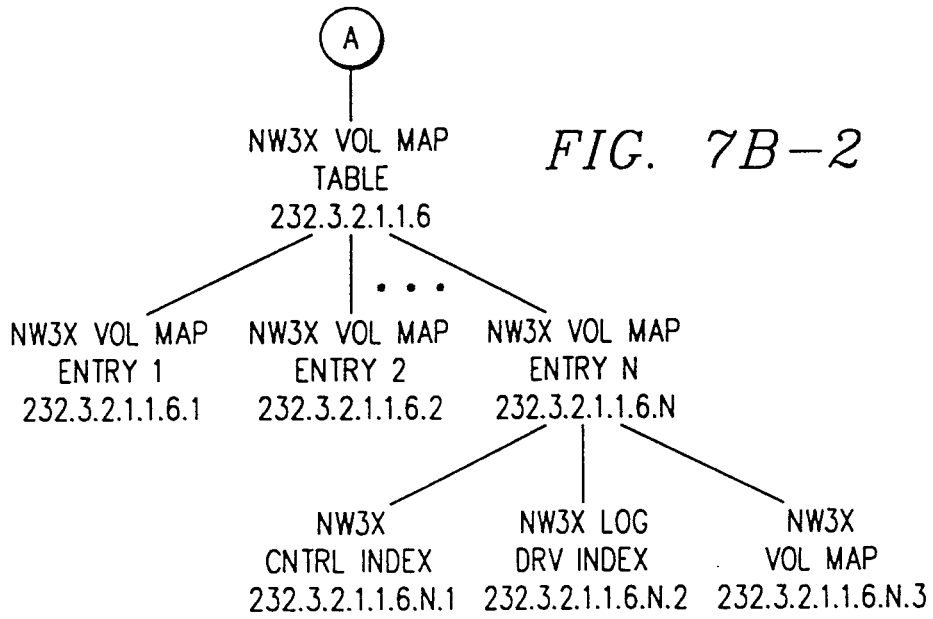 A
NW3X VOL MAP
TABLE
232.3.2.1.1.6
FIG. 7B-2
NW3X VOL MAP
ENTRY 1
232.3.2.1.1.6.1
NW3X VOL MAP
ENTRY 2
232.3.2.1.1.6.2
NW3X VOL MAP
ENTRY N
232.3.2.1.1.6.N
NW3X
CNTRL INDEX
232.3.2.1.1.6.N.1
NW3X LOG
DRV INDEX
232.3.2.1.1.6.N.2
NW3X
VOL MAP
232.3.2.1.1.6.N.3